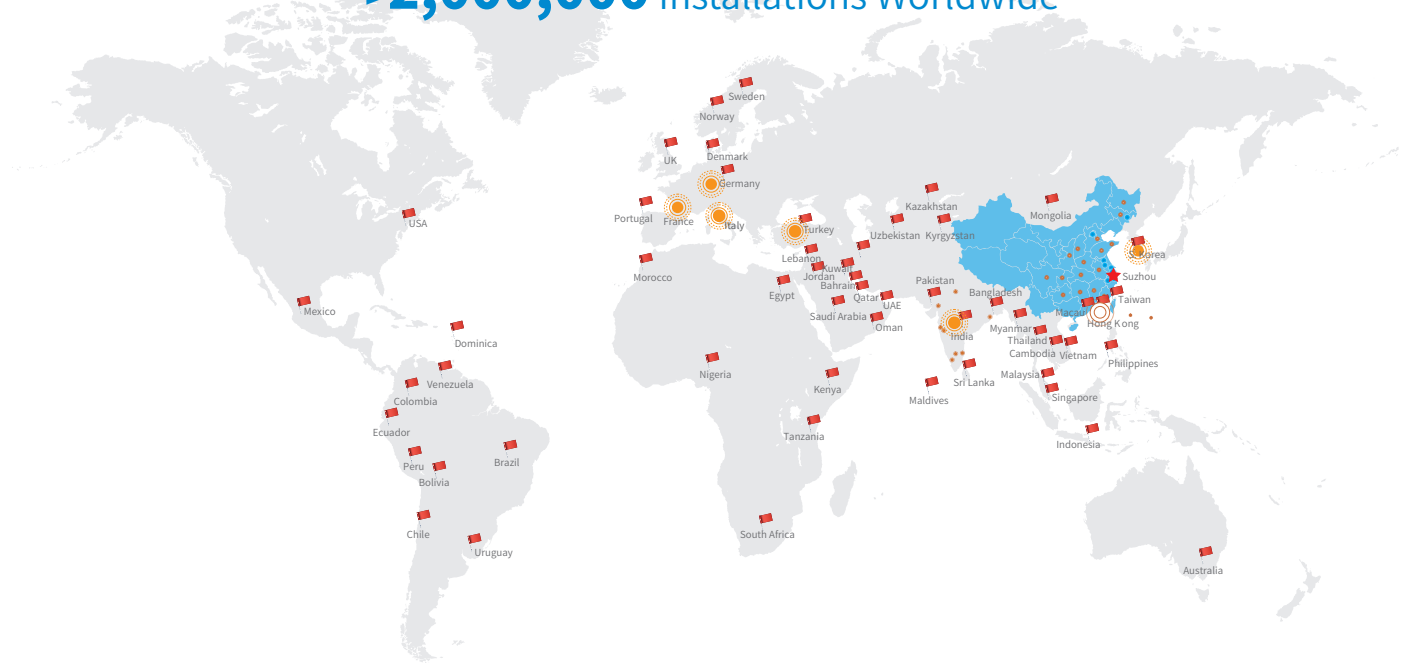 >2,000,000 Installations Worldwide
Sweden
Norway
UK
Denmark
Germany
Portugal
France
Italy
Turkey
USA
Kazakhstan
Mongolia
Uzbekistan
Kyrgyzstan
Lebanon
S. Korea
Morocco
Jordan
Kuwait
Suzhou
Egypt
Bahrain
Pakistan
Qatar
UAE
Bangladesh
Taiwan
Mexico
Saudi Arabia
Macau
Oman
Hong Kong
India
Myanmar
Thailand
Dominica
Cambodia
Vietnam
Philippines
Nigeria
Malaysia
Venezuela
Kenya
Sri Lanka
Colombia
Maldives
Singapore
Ecuador
Tanzania
Indonesia
Peru
Brazil
Bolivia
Chile
South Africa
Uruguay
Australia